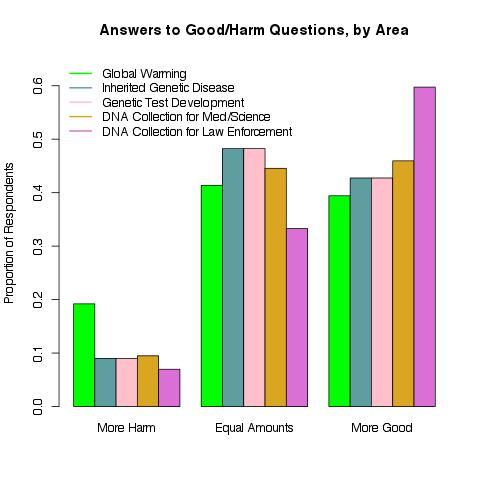 Answers to Good/Harm Questions, by Area
Global Warming
Inherited Genetic Disease
Genetic Test Development
DNA Collection for Med/Science
DNA Collection for Law Enforcement
Proportion of Respondents
0.6
0.5
0.4
0.3
0.2
0.1
0.0
More Harm
Equal Amounts
More Good